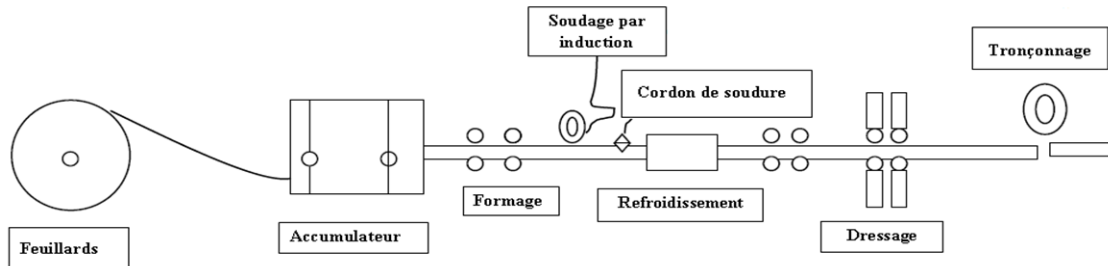 Soudage par
induction
Tronçonnage
Cordon de soudure
Formage
Refroidissement
Feuillards
Accumulateur
Dressage